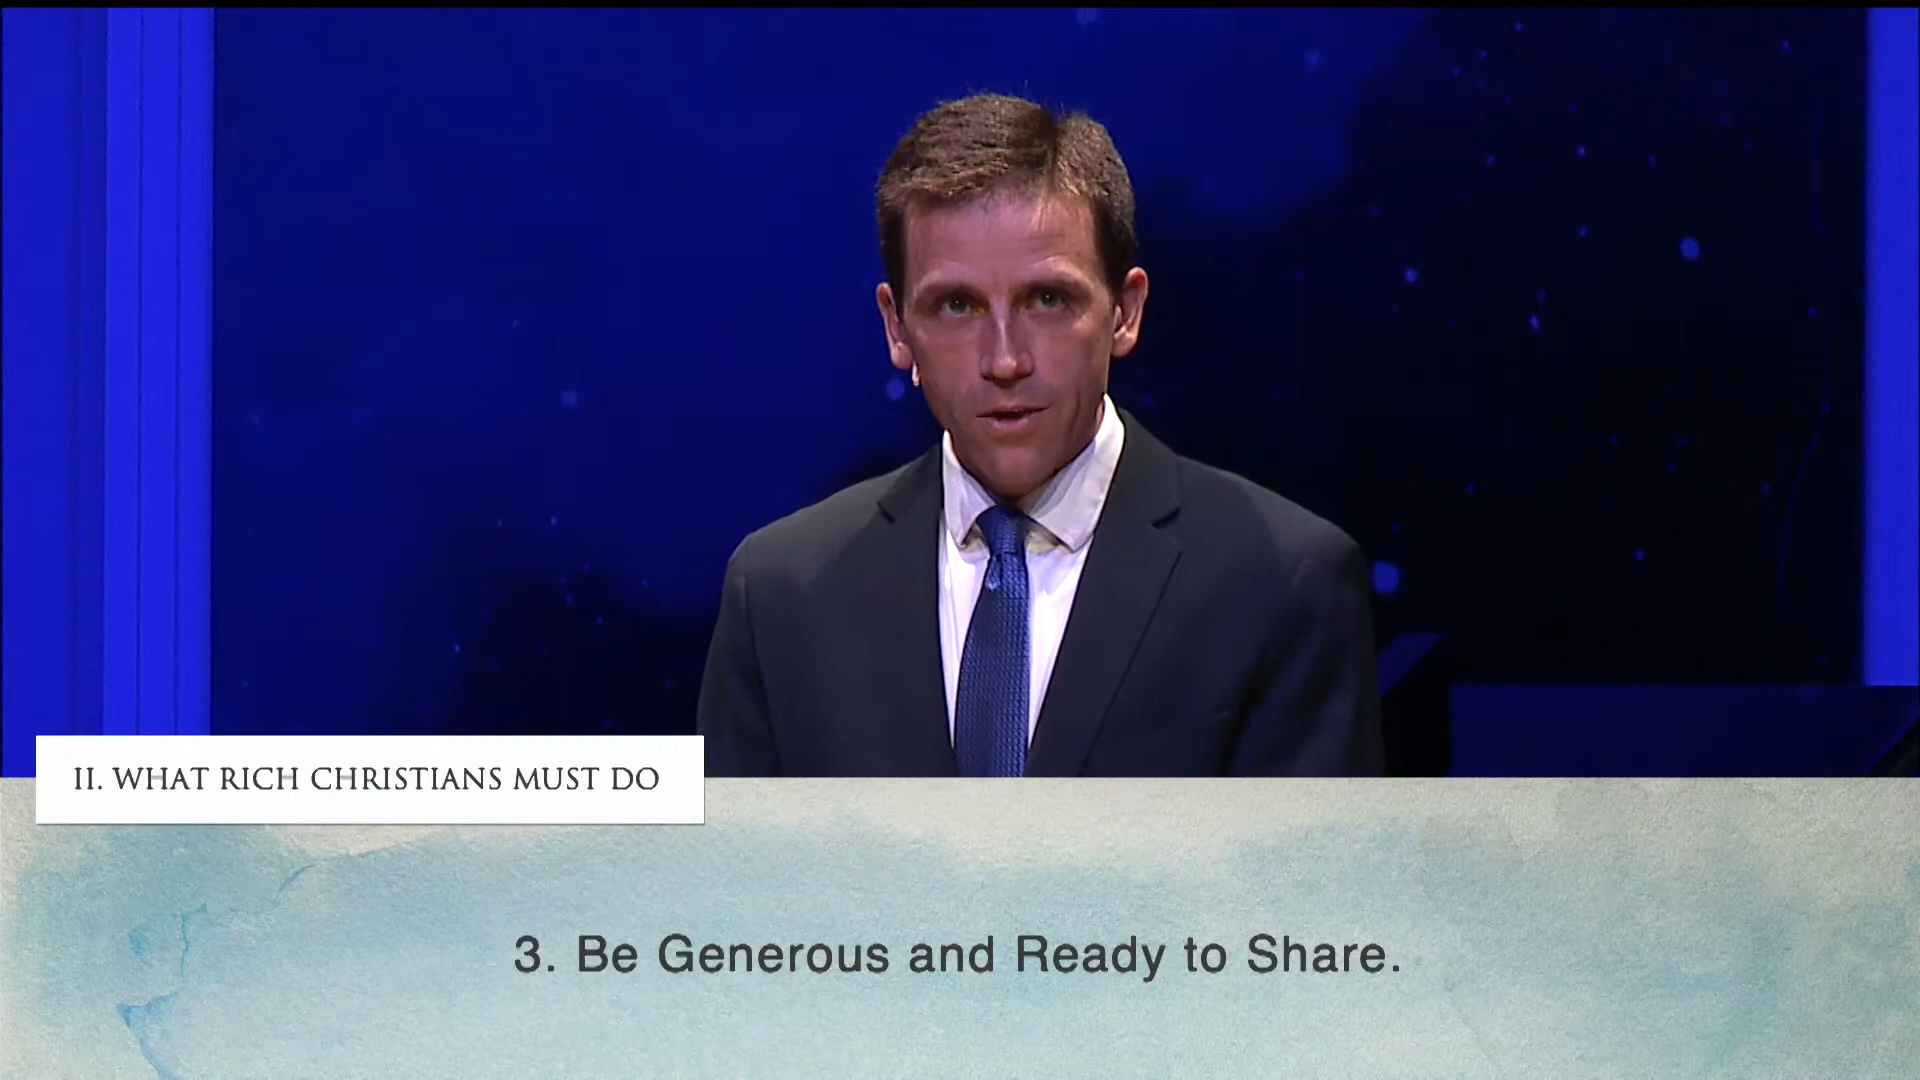 II. WHAT RICH CHRISTIANS MUST DO
3. Be Generous and Ready to Share.